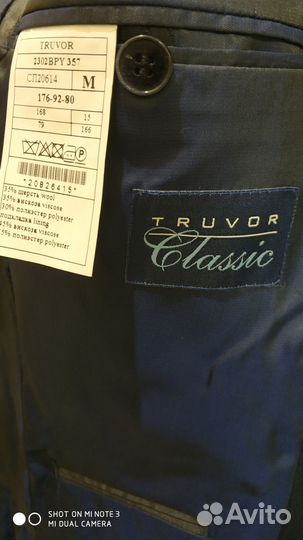 TRUVOR
2302BPY 357
СП20614 M
176-92-80
168 15
79 166
P
*20826415*
35% шерсть wool
35% вискоза viscose
30% полиэстер polyester
подкладка lining
вискоза viscose
полиэстер polyester
TRUVOR
Classic
SHOT ON MI NOTE 3
MI DUAL CAMERA
Avito